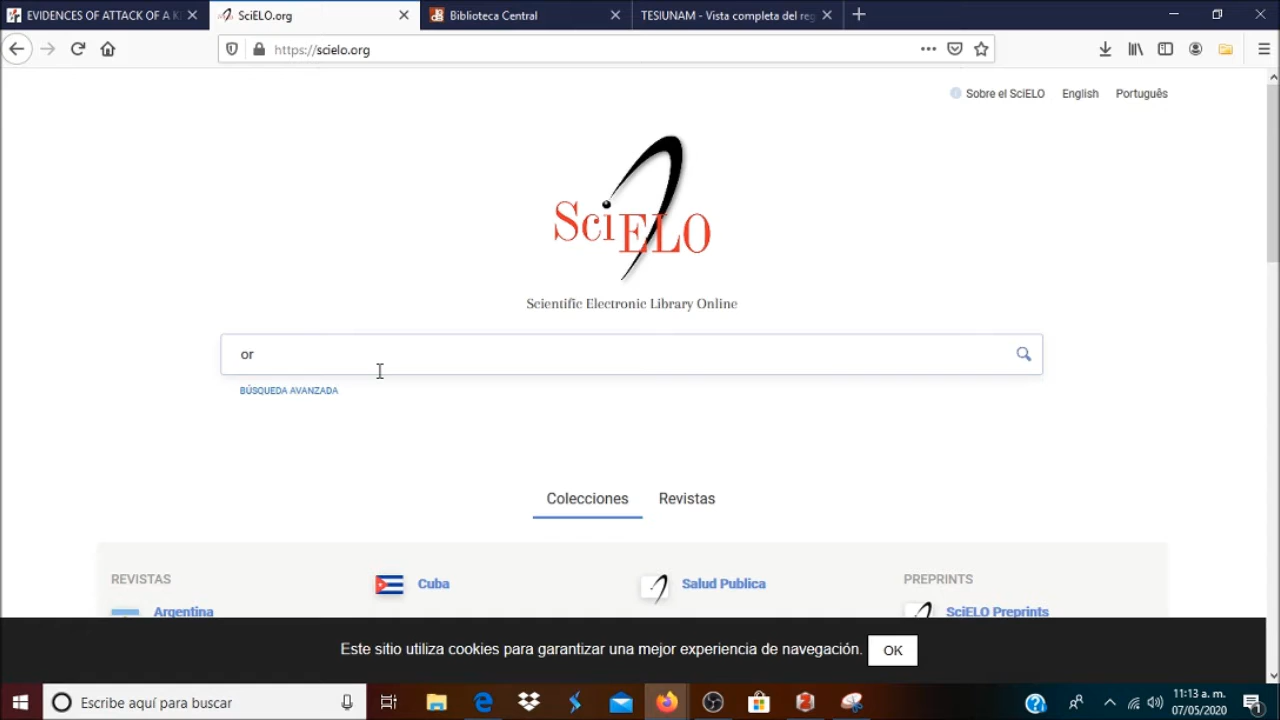 EVIDENCES OF ATTACK OF A K
SciELO.org
Biblioteca Central
TESIUNAM - Vista completa del reg
https://scielo.org
Sobre el SciELO
English
Português
SciELO
Scientific Electronic Library Online
or
BÚSQUEDA AVANZADA
Colecciones
Revistas
REVISTAS
Cuba
Salud Publica
PREPRINTS
Argentina
SciELO Preprints
Este sitio utiliza cookies para garantizar una mejor experiencia de navegación.
OK
Escribe aquí para buscar
11:13 a. m.
07/05/2020
1